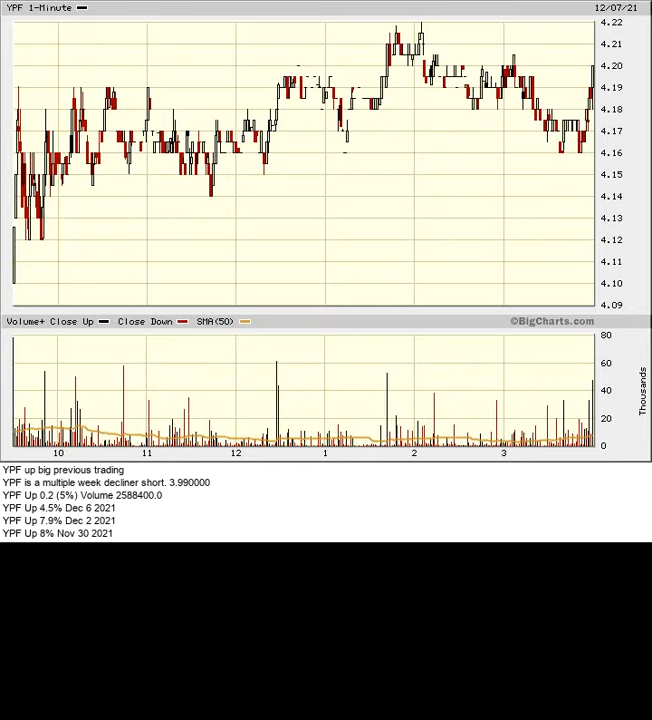 YPF 1-Minute 12/07/21
4.22
4.21
4.20
4.19
4.18
4.17
4.16
4.15
4.14
4.13
4.12
4.11
4.10
4.09
Volume+ Close Up Close Down SMA(50) ©BigCharts.com
80
60
40
20
0
Thousands
10 11 12 1 2 3
YPF up big previous trading
YPF is a multiple week decliner short. 3.990000
YPF Up 0.2 (5%) Volume 2588400.0
YPF Up 4.5% Dec 6 2021
YPF Up 7.9% Dec 2 2021
YPF Up 8% Nov 30 2021